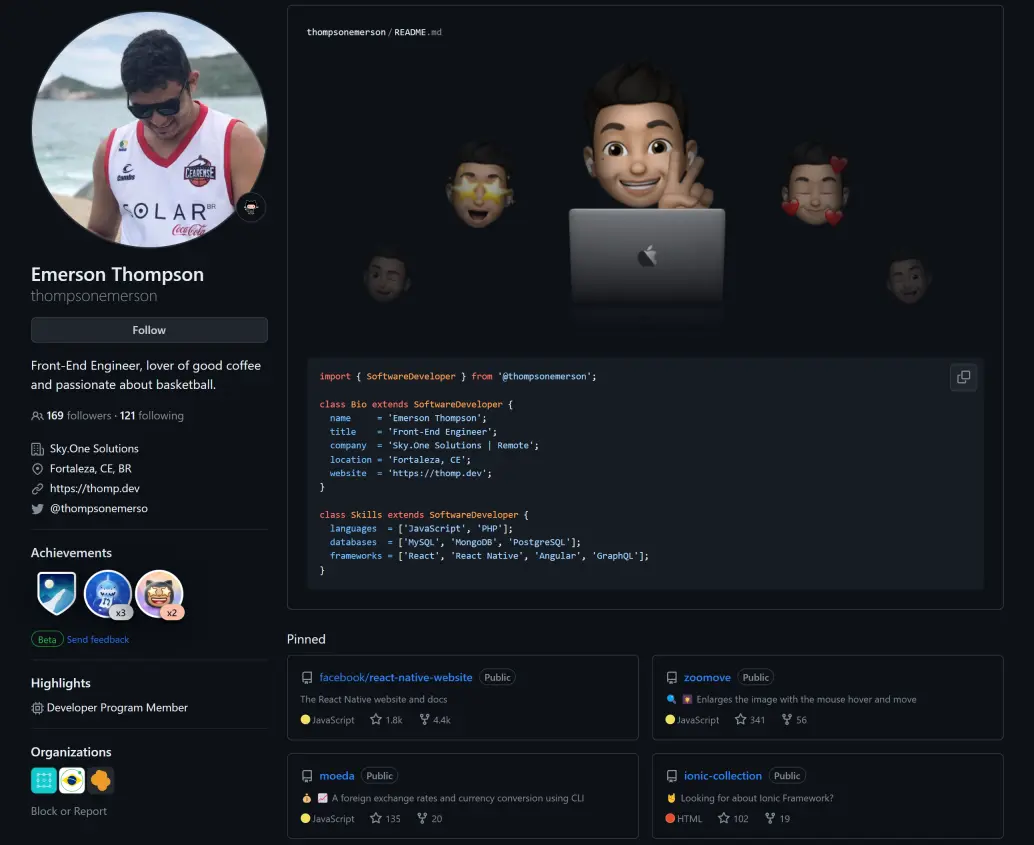 CEARENSE
SOLAR BR
Coca-Cola
Emerson Thompson
thompsonemerson
Follow
Front-End Engineer, lover of good coffee
and passionate about basketball.
169 followers · 121 following
Sky.One Solutions
Fortaleza, CE, BR
https://thomp.dev
@thompsonemerso
Achievements
x3
x2
Beta Send feedback
Highlights
Developer Program Member
Organizations
Block or Report
thompsonemerson / README.md
import { SoftwareDeveloper } from '@thompsonemerson';
class Bio extends SoftwareDeveloper {
name = 'Emerson Thompson';
title = 'Front-End Engineer';
company = 'Sky.One Solutions | Remote';
location = 'Fortaleza, CE';
website = 'https://thomp.dev';
}
class Skills extends SoftwareDeveloper {
languages = ['JavaScript', 'PHP'];
databases = ['MySQL', 'MongoDB', 'PostgreSQL'];
frameworks = ['React', 'React Native', 'Angular', 'GraphQL'];
}
Pinned
facebook/react-native-website Public
The React Native website and docs
JavaScript 1.8k 4.4k
zoomove Public
🔍 🌠 Enlarges the image with the mouse hover and move
JavaScript 341 56
moeda Public
💰 📈 A foreign exchange rates and currency conversion using CLI
JavaScript 135 20
ionic-collection Public
🤘 Looking for about Ionic Framework?
HTML 102 19